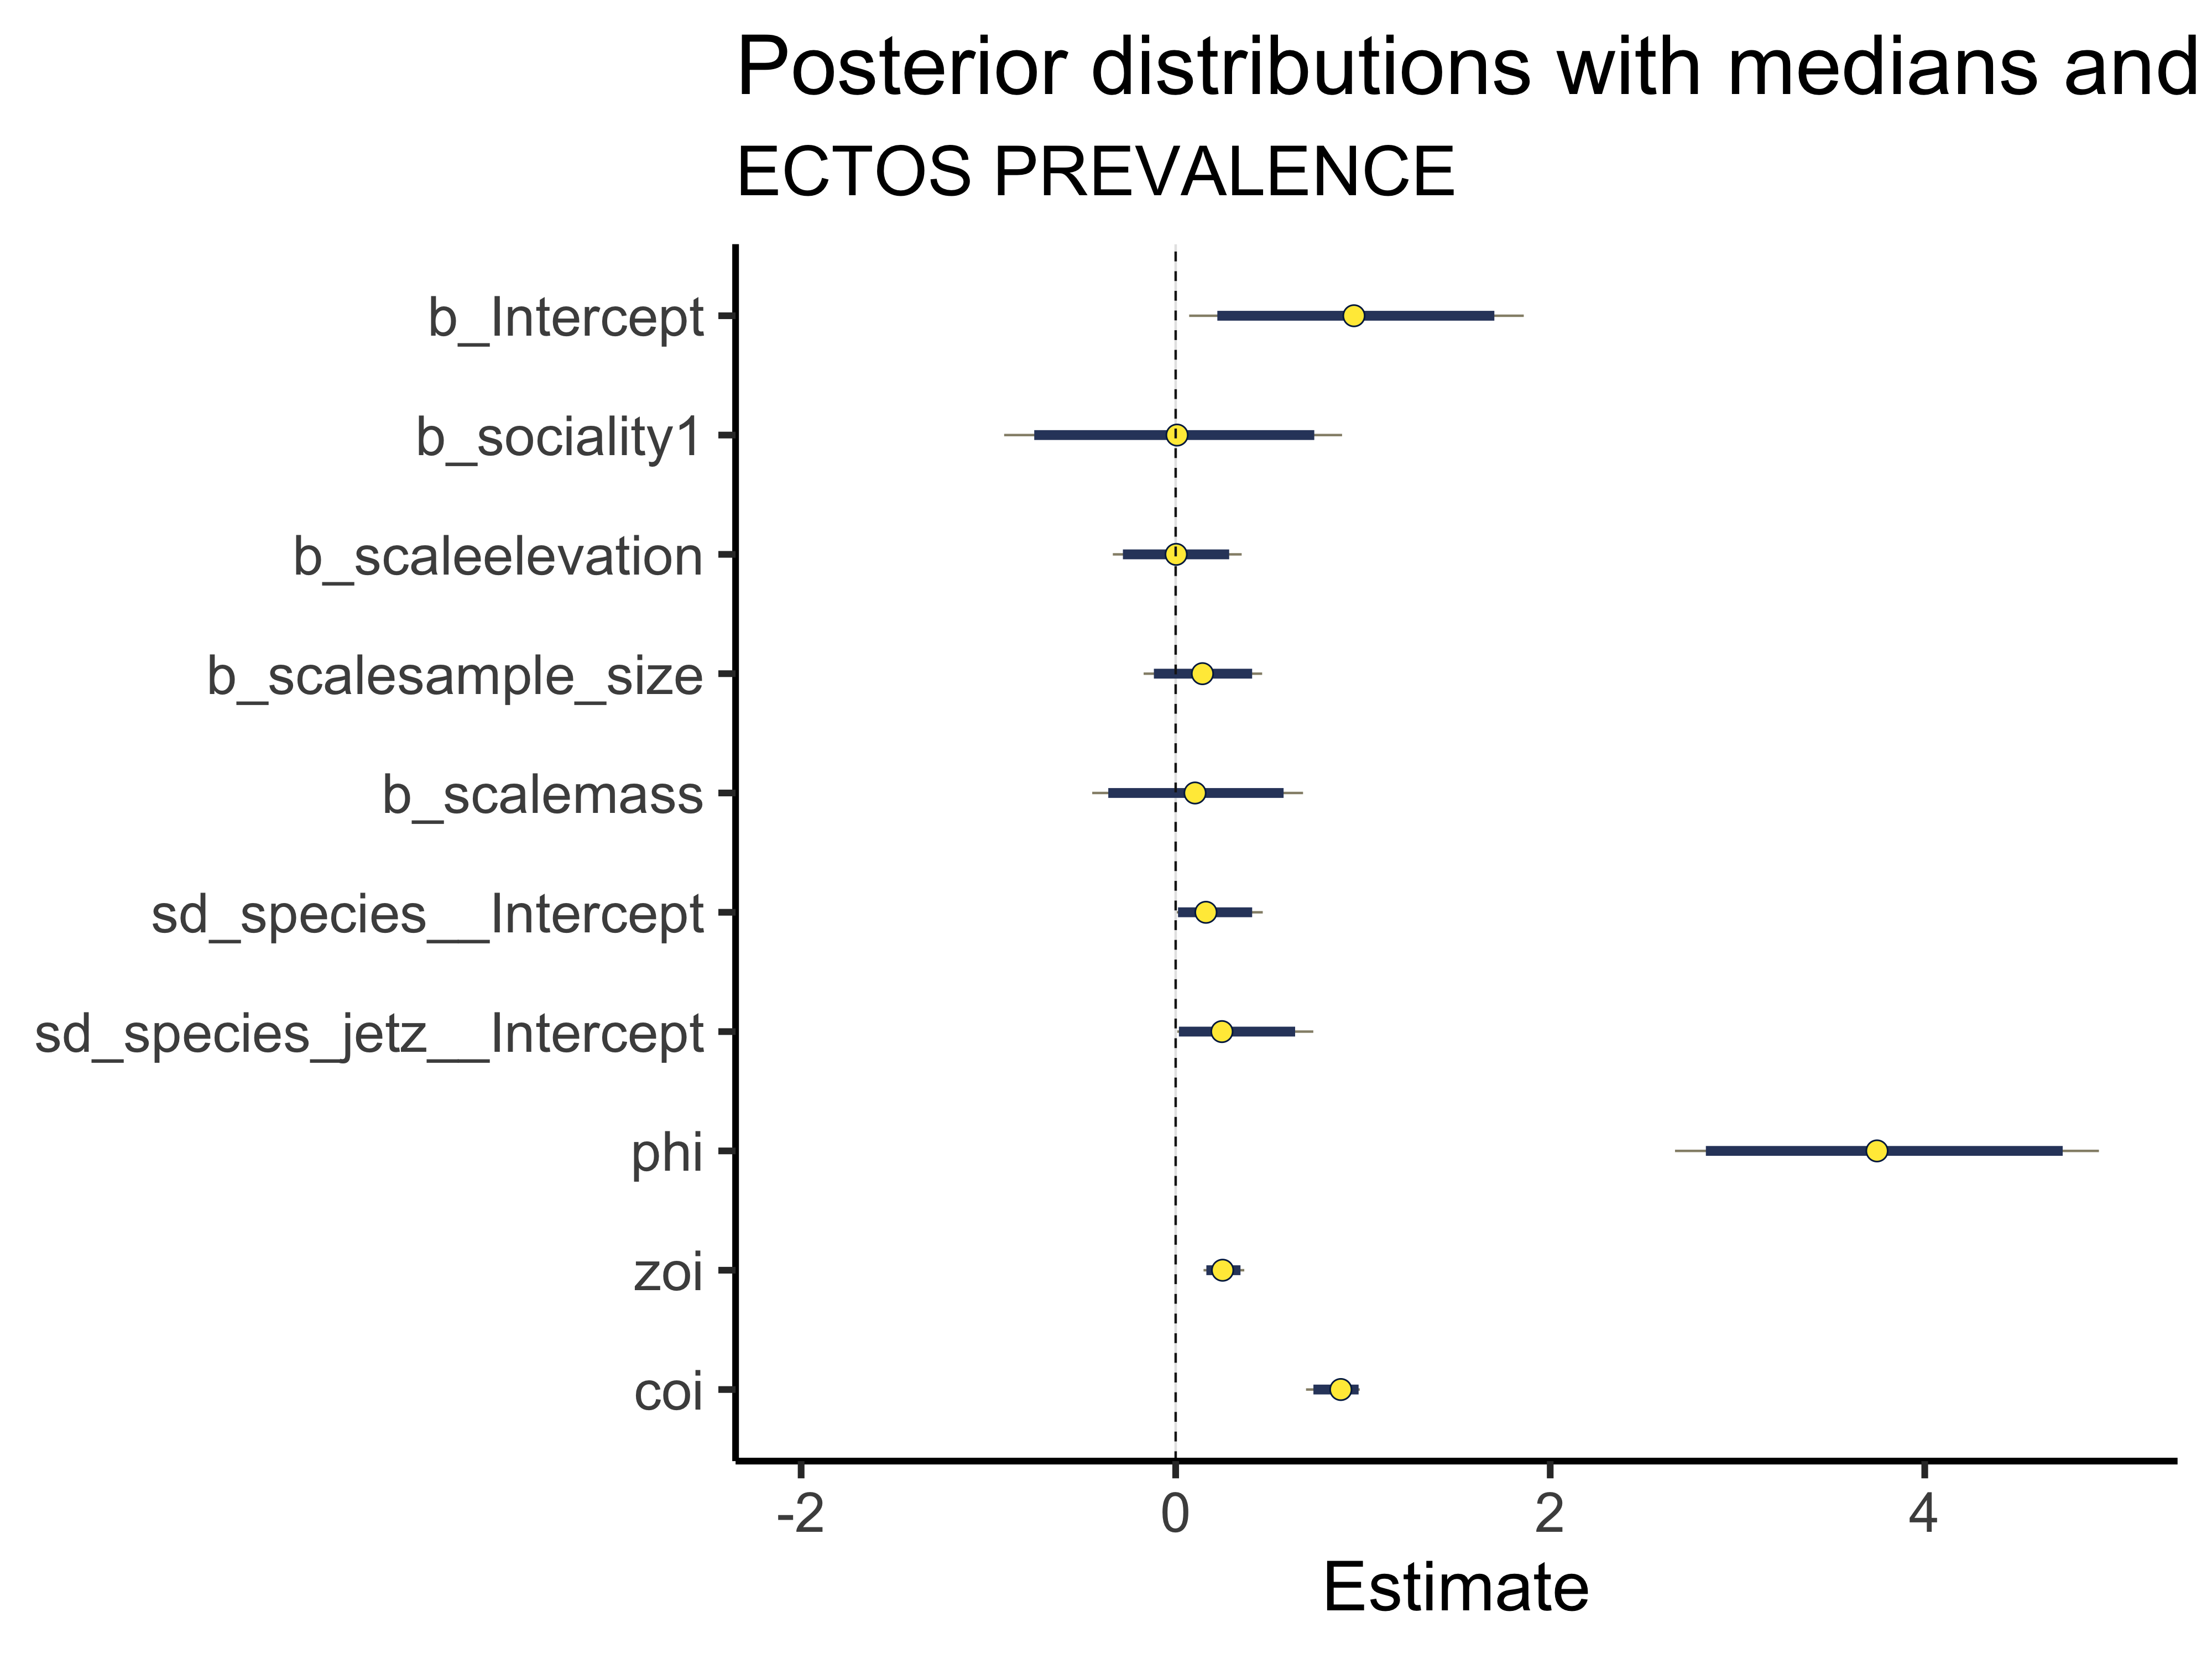 Posterior distributions with medians and
ECTOS PREVALENCE
b_Intercept
b_sociality1
b_scaleelevation
b_scalesample_size
b_scalemass
sd_species__Intercept
sd_species_jetz__Intercept
phi
zoi
coi
-2 0 2 4
Estimate